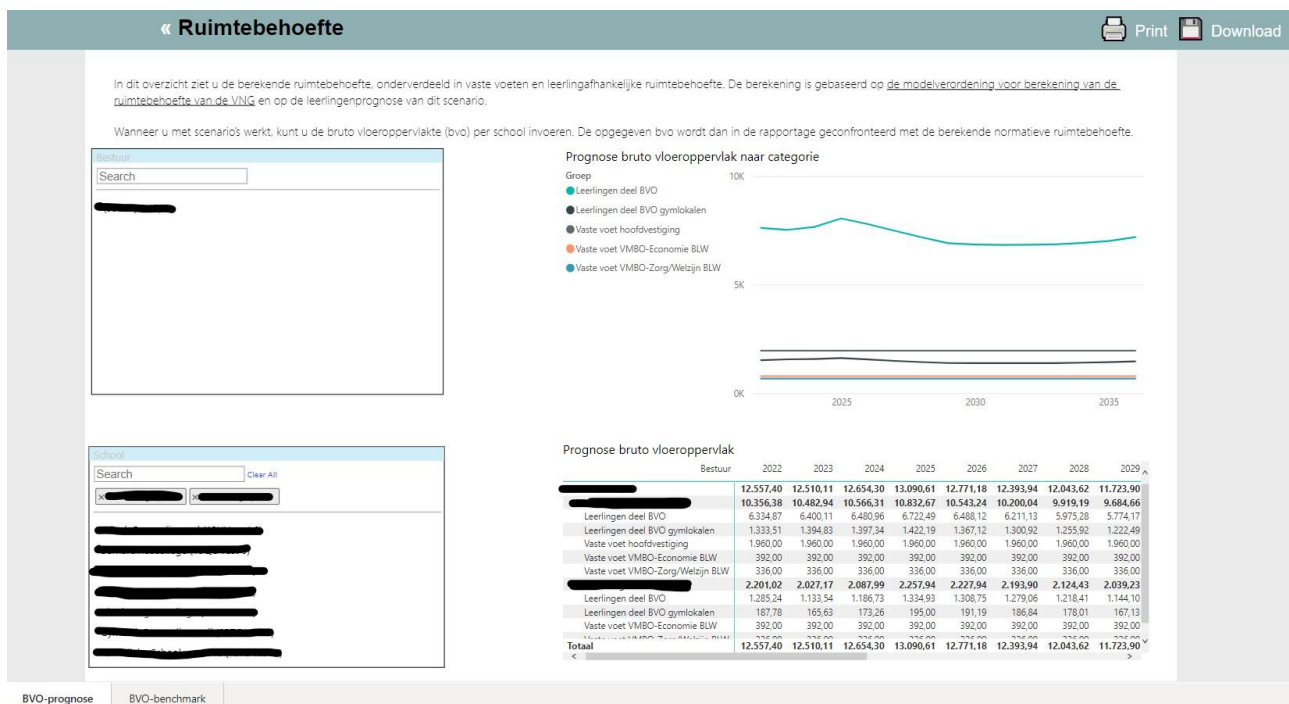 « Ruimtebehoefte
Print Download
In dit overzicht ziet u de berekende ruimtebehoefte, onderverdeeld in vaste voeten en leerlingafhankelijke ruimtebehoefte. De berekening is gebaseerd op de modelverordening voor berekening van de
ruimtebehoefte van de VNG en op de leerlingenprognose van dit scenario.
Wanneer u met scenario's werkt, kunt u de bruto vloeroppervlakte (bvo) per school invoeren. De opgegeven bvo wordt dan in de rapportage geconfronteerd met de berekende normatieve ruimtebehoefte.
Bestuur
Search
Prognose bruto vloeroppervlak naar categorie
Groep
Leerlingen deel BVO
Leerlingen deel BVO gymlokalen
Vaste voet hoofdvestiging
Vaste voet VMBO-Economie BLW
Vaste voet VMBO-Zorg/Welzijn BLW
10K
5K
0K
2025 2030 2035
School
Search Clear All
Prognose bruto vloeroppervlak
Bestuur 2022 2023 2024 2025 2026 2027 2028 2029
12.557,40 12.510,11 12.654,30 13.090,61 12.771,18 12.393,94 12.043,62 11.723,90
10.356,38 10.482,94 10.566,31 10.832,67 10.543,24 10.200,04 9.919,19 9.684,66
Leerlingen deel BVO 6.334,87 6.400,11 6.480,96 6.722,49 6.488,12 6.211,13 5.975,28 5.774,17
Leerlingen deel BVO gymlokalen 1.333,51 1.394,83 1.397,34 1.422,19 1.367,12 1.300,92 1.255,92 1.222,49
Vaste voet hoofdvestiging 1.960,00 1.960,00 1.960,00 1.960,00 1.960,00 1.960,00 1.960,00 1.960,00
Vaste voet VMBO-Economie BLW 392,00 392,00 392,00 392,00 392,00 392,00 392,00 392,00
Vaste voet VMBO-Zorg/Welzijn BLW 336,00 336,00 336,00 336,00 336,00 336,00 336,00 336,00
2.201,02 2.027,17 2.087,99 2.257,94 2.227,94 2.193,90 2.124,43 2.039,23
Leerlingen deel BVO 1.285,24 1.133,54 1.186,73 1.334,93 1.308,75 1.279,06 1.218,41 1.144,10
Leerlingen deel BVO gymlokalen 187,78 165,63 173,26 195,00 191,19 186,84 178,01 167,13
Vaste voet VMBO-Economie BLW 392,00 392,00 392,00 392,00 392,00 392,00 392,00 392,00
Totaal 12.557,40 12.510,11 12.654,30 13.090,61 12.771,18 12.393,94 12.043,62 11.723,90
BVO-prognose BVO-benchmark